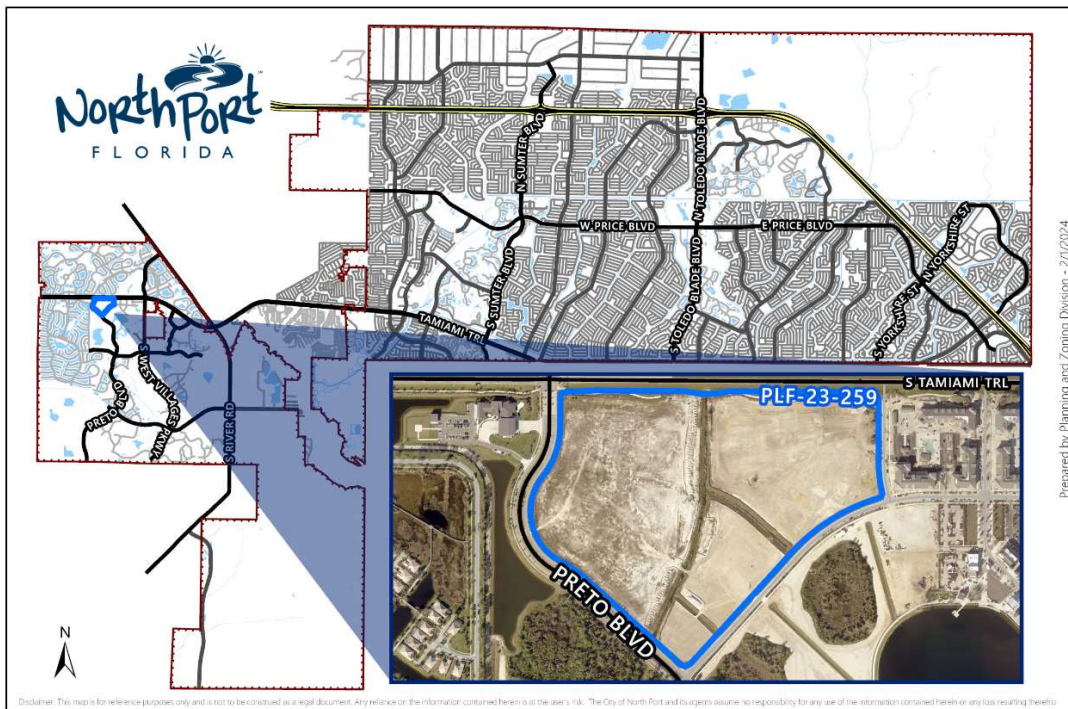 North Port
FLORIDA
N SUMTER BLVD
N TOLEDO BLADE BLVD
W PRICE BLVD
E PRICE BLVD
N YORKSHIRE ST
S SUMTER BLVD
S TOLEDO BLADE BLVD
S YORKSHIRE ST
TAMIAMI TRL
S WEST VILLAGES PKWY
PRETO BLVD
S RIVER RD
S TAMIAMI TRL
PLF-23-259
PRETO BLVD
N
Prepared by Planning and Zoning Division - 2/1/2024
Disclaimer: This map is for reference purposes only and is not to be construed as a legal document. Any reliance on the information contained herein is at the user's risk. The City of North Port and its agents assume no responsibility for any use of the information contained herein or any loss resulting therefro